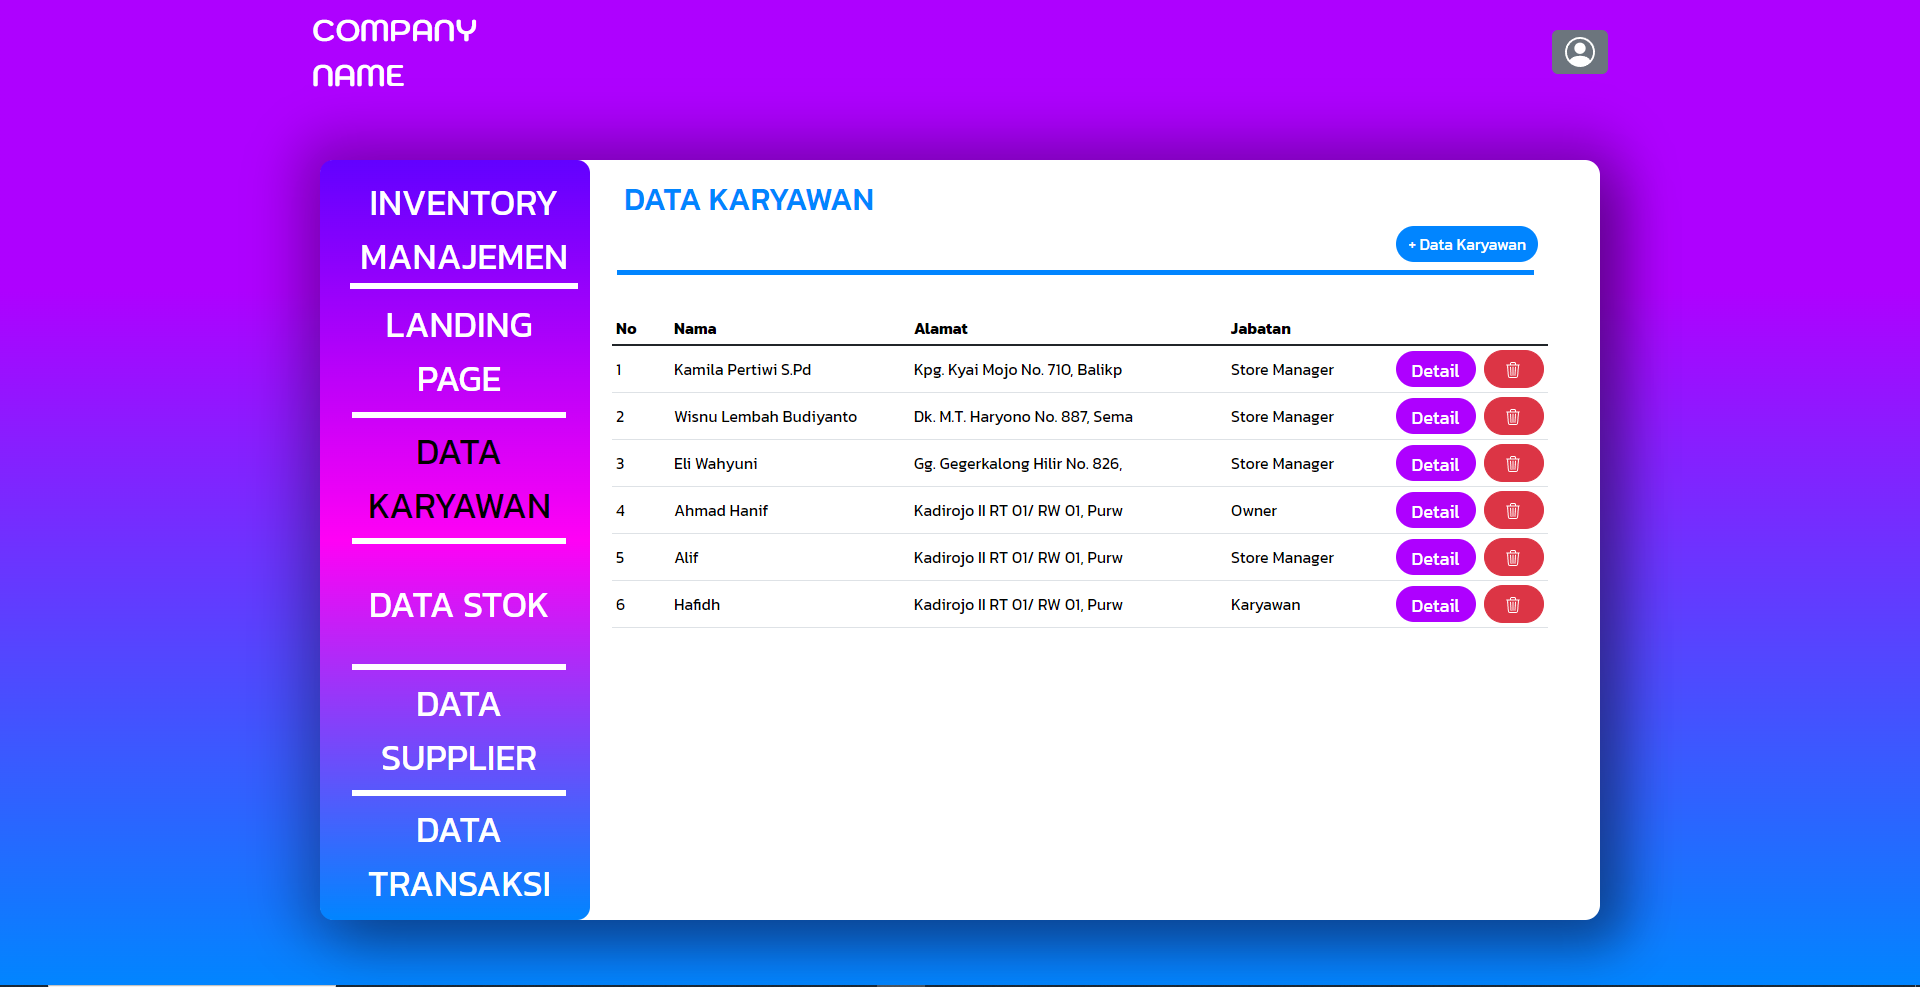 COMPANY
NAME
INVENTORY
MANAJEMEN
LANDING
PAGE
DATA
KARYAWAN
DATA STOK
DATA
SUPPLIER
DATA
TRANSAKSI
DATA KARYAWAN
+ Data Karyawan
No Nama Alamat Jabatan
1 Kamila Pertiwi S.Pd Kpg. Kyai Mojo No. 710, Balikp Store Manager Detail
2 Wisnu Lembah Budiyanto Dk. M.T. Haryono No. 887, Sema Store Manager Detail
3 Eli Wahyuni Gg. Gegerkalong Hilir No. 826, Store Manager Detail
4 Ahmad Hanif Kadirojo II RT 01/ RW 01, Purw Owner Detail
5 Alif Kadirojo II RT 01/ RW 01, Purw Store Manager Detail
6 Hafidh Kadirojo II RT 01/ RW 01, Purw Karyawan Detail